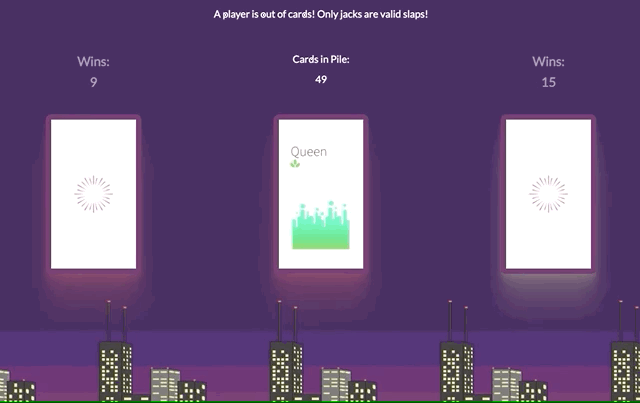 A player is out of cards! Only jacks are valid slaps!
Wins:
9
Cards in Pile:
49
Wins:
15
Queen